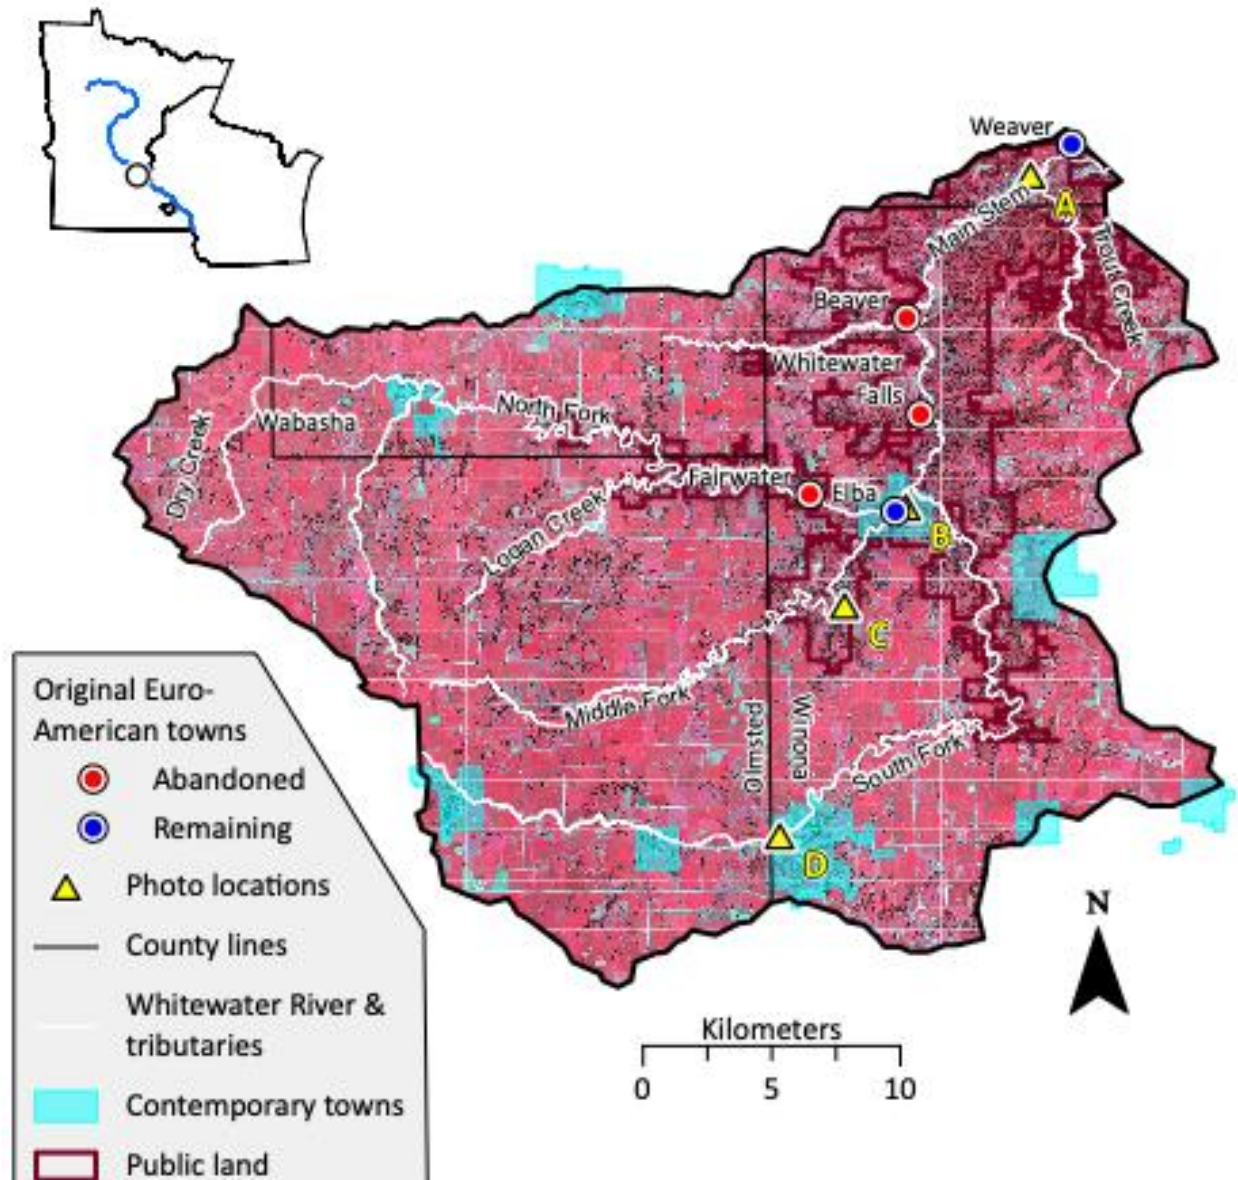 Weaver
A
Main Stem
Trout Creek
Beaver
Whitewater
Falls
North Fork
Wabasha
Dry Creek
Fairwater
Elba
Logan Creek
B
C
Middle Fork
Olmsted
Winona
South Fork
D
N
Kilometers
0 5 10
Original Euro-
American towns
Abandoned
Remaining
Photo locations
County lines
Whitewater River &
tributaries
Contemporary towns
Public land